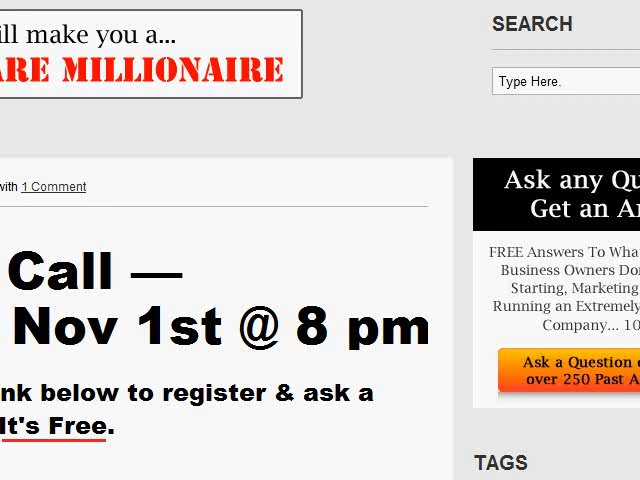 ill make you a...
ARE MILLIONAIRE
SEARCH
Type Here.
with 1 Comment
Call —
Nov 1st @ 8 pm
nk below to register & ask a
It's Free.
Ask any Qu
Get an A
FREE Answers To Wha
Business Owners Do
Starting, Marketing
Running an Extremely
Company... 10
Ask a Question
over 250 Past A
TAGS